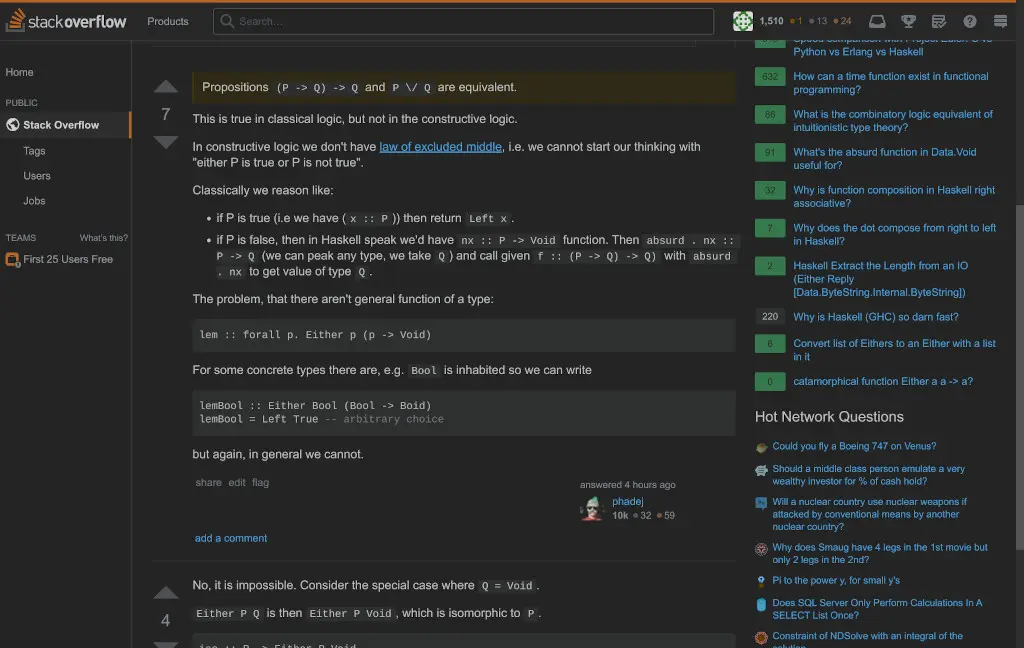 stackoverflow
Products
Search...
1,510 1 13 24
Home
PUBLIC
Stack Overflow
Tags
Users
Jobs
TEAMS What's this?
First 25 Users Free
7
Propositions (P -> Q) -> Q and P \/ Q are equivalent.
This is true in classical logic, but not in the constructive logic.
In constructive logic we don't have law of excluded middle, i.e. we cannot start our thinking with
"either P is true or P is not true".
Classically we reason like:
• if P is true (i.e we have ( x :: P )) then return Left x .
• if P is false, then in Haskell speak we'd have nx :: P -> Void function. Then absurd . nx ::
P -> Q (we can peak any type, we take Q ) and call given f :: (P -> Q) -> Q) with absurd
. nx to get value of type Q .
The problem, that there aren't general function of a type:
lem :: forall p. Either p (p -> Void)
For some concrete types there are, e.g. Bool is inhabited so we can write
lemBool :: Either Bool (Bool -> Boid)
lemBool = Left True -- arbitrary choice
but again, in general we cannot.
share edit flag
answered 4 hours ago
phadej
10k 32 59
add a comment
4
No, it is impossible. Consider the special case where Q = Void .
Either P Q is then Either P Void , which is isomorphic to P .
iso :: P -> Either P Void
Python vs Erlang vs Haskell
632 How can a time function exist in functional
programming?
86 What is the combinatory logic equivalent of
intuitionistic type theory?
91 What's the absurd function in Data.Void
useful for?
32 Why is function composition in Haskell right
associative?
7 Why does the dot compose from right to left
in Haskell?
2 Haskell Extract the Length from an IO
(Either Reply
[Data.ByteString.Internal.ByteString])
220 Why is Haskell (GHC) so darn fast?
6 Convert list of Eithers to an Either with a list
in it
0 catamorphical function Either a a -> a?
Hot Network Questions
Could you fly a Boeing 747 on Venus?
Should a middle class person emulate a very
wealthy investor for % of cash hold?
Will a nuclear country use nuclear weapons if
attacked by conventional means by another
nuclear country?
Why does Smaug have 4 legs in the 1st movie but
only 2 legs in the 2nd?
Pi to the power y, for small y's
Does SQL Server Only Perform Calculations In A
SELECT List Once?
Constraint of NDSolve with an integral of the